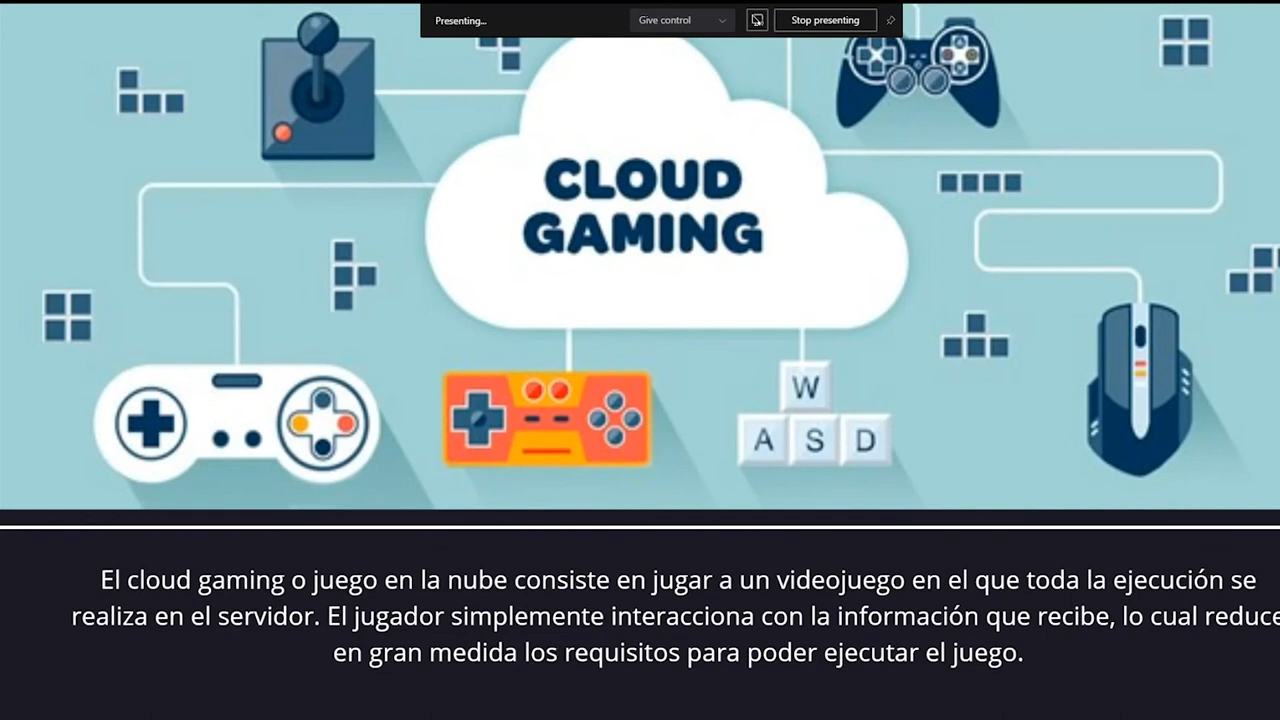 Presenting...
Give control
Stop presenting
CLOUD
GAMING
W
A S D
El cloud gaming o juego en la nube consiste en jugar a un videojuego en el que toda la ejecución se
realiza en el servidor. El jugador simplemente interacciona con la información que recibe, lo cual reduce
en gran medida los requisitos para poder ejecutar el juego.